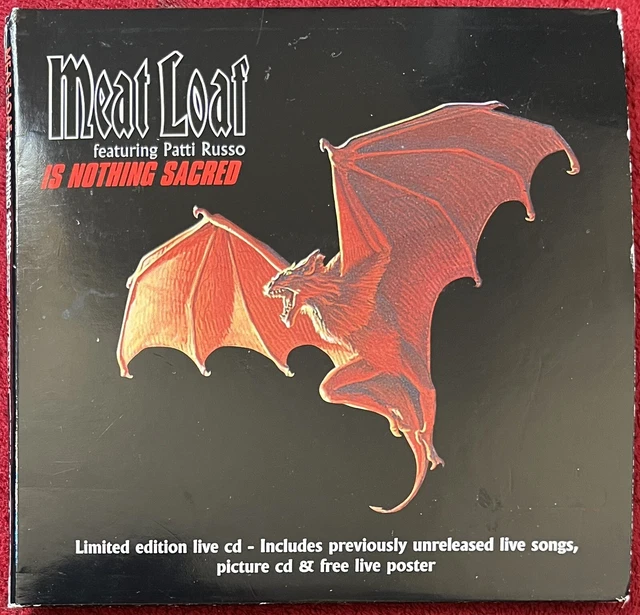 Meat Loaf
featuring Patti Russo
IS NOTHING SACRED
Limited edition live cd - Includes previously unreleased live songs,
picture cd & free live poster